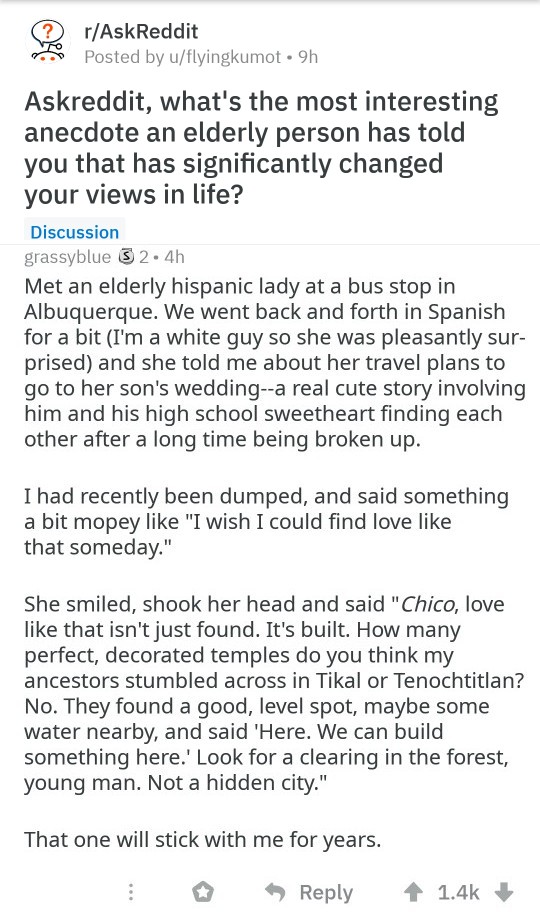 r/AskReddit
Posted by u/flyingkumot • 9h
Askreddit, what's the most interesting
anecdote an elderly person has told
you that has significantly changed
your views in life?
Discussion
grassyblue S 2 • 4h
Met an elderly hispanic lady at a bus stop in
Albuquerque. We went back and forth in Spanish
for a bit (I'm a white guy so she was pleasantly sur-
prised) and she told me about her travel plans to
go to her son's wedding--a real cute story involving
him and his high school sweetheart finding each
other after a long time being broken up.
I had recently been dumped, and said something
a bit mopey like "I wish I could find love like
that someday."
She smiled, shook her head and said "Chico, love
like that isn't just found. It's built. How many
perfect, decorated temples do you think my
ancestors stumbled across in Tikal or Tenochtitlan?
No. They found a good, level spot, maybe some
water nearby, and said 'Here. We can build
something here.' Look for a clearing in the forest,
young man. Not a hidden city."
That one will stick with me for years.
Reply 1.4k